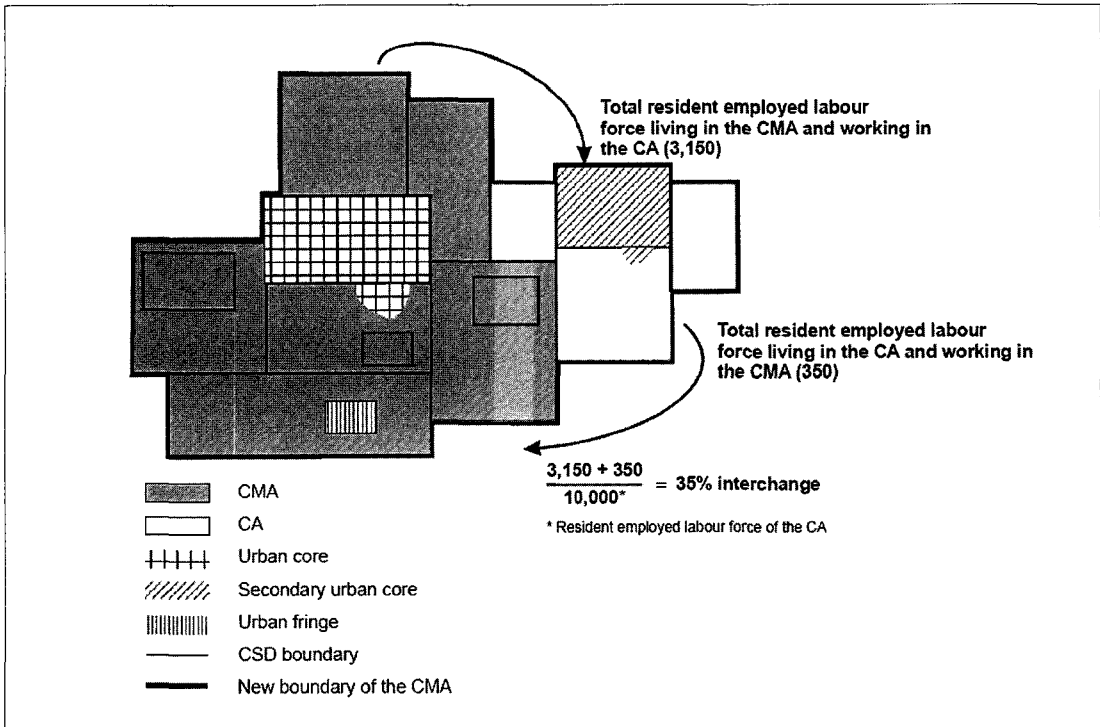 Total resident employed labour
force living in the CMA and working in
the CA (3,150)
Total resident employed labour
force living in the CA and working in
the CMA (350)
3,150 + 350
10,000*
= 35% interchange
* Resident employed labour force of the CA
CMA
CA
Urban core
Secondary urban core
Urban fringe
CSD boundary
New boundary of the CMA